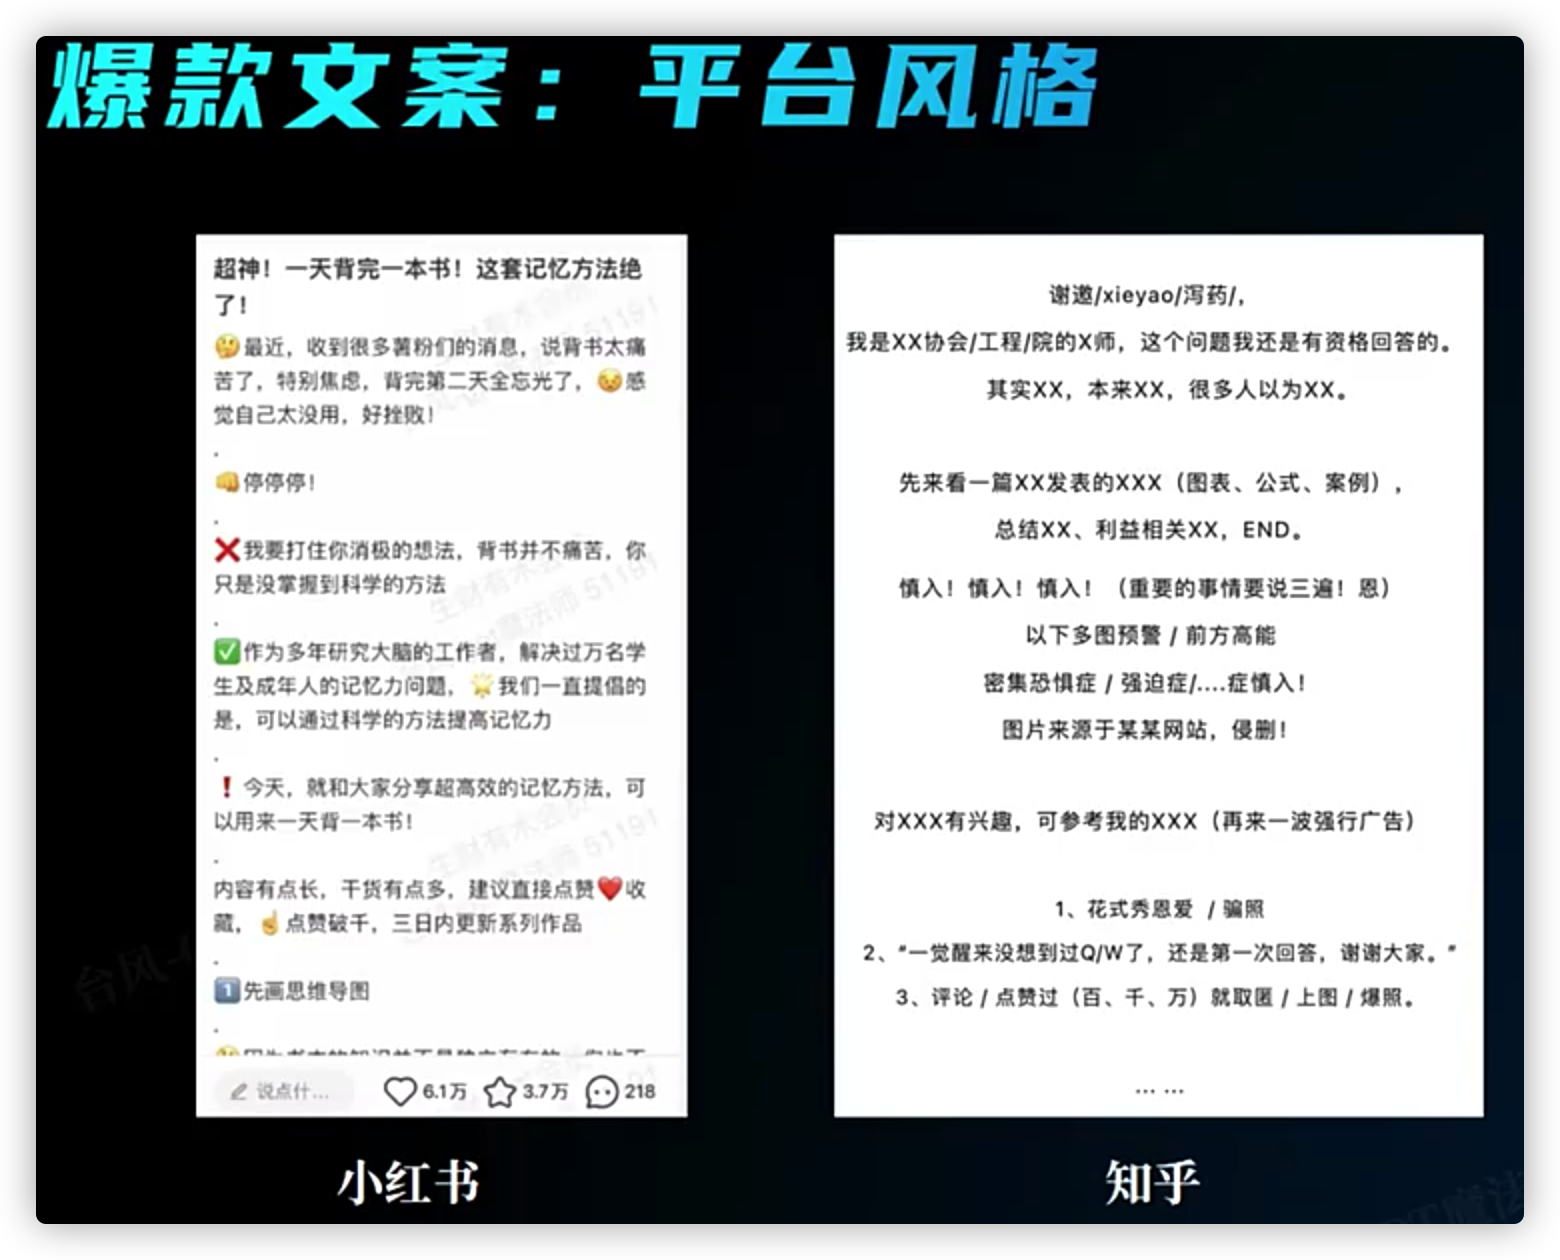 爆款文案：平台风格
超神！一天背完一本书！这套记忆方法绝
了！
🤔最近，收到很多薯粉们的消息，说背书太痛
苦了，特别焦虑，背完第二天全忘光了，😣感
觉自己太没用，好挫败！
.
👊停停停！
.
❌我要打住你消极的想法，背书并不痛苦，你
只是没掌握到科学的方法
.
✅作为多年研究大脑的工作者，解决过万名学
生及成年人的记忆力问题，🌟我们一直提倡的
是，可以通过科学的方法提高记忆力
.
❗今天，就和大家分享超高效的记忆方法，可
以用来一天背一本书！
.
内容有点长，干货有点多，建议直接点赞❤️收
藏，☝️点赞破千，三日内更新系列作品
.
1️⃣先画思维导图
.
说点什...
6.1万 3.7万 218
小红书
谢邀/xieyao/泻药/，
我是XX协会/工程/院的X师，这个问题我还是有资格回答的。
其实XX，本来XX，很多人以为XX。
先来看一篇XX发表的XXX（图表、公式、案例），
总结XX、利益相关XX，END。
慎入！慎入！慎入！（重要的事情要说三遍！恩）
以下多图预警 / 前方高能
密集恐惧症 / 强迫症/....症慎入！
图片来源于某某网站，侵删！
对XXX有兴趣，可参考我的XXX（再来一波强行广告）
1、花式秀恩爱 / 骗照
2、“一觉醒来没想到过Q/W了，还是第一次回答，谢谢大家。”
3、评论 / 点赞过（百、千、万）就取匿 / 上图 / 爆照。
... ...
知乎
生财有术会员
魔法师 51191